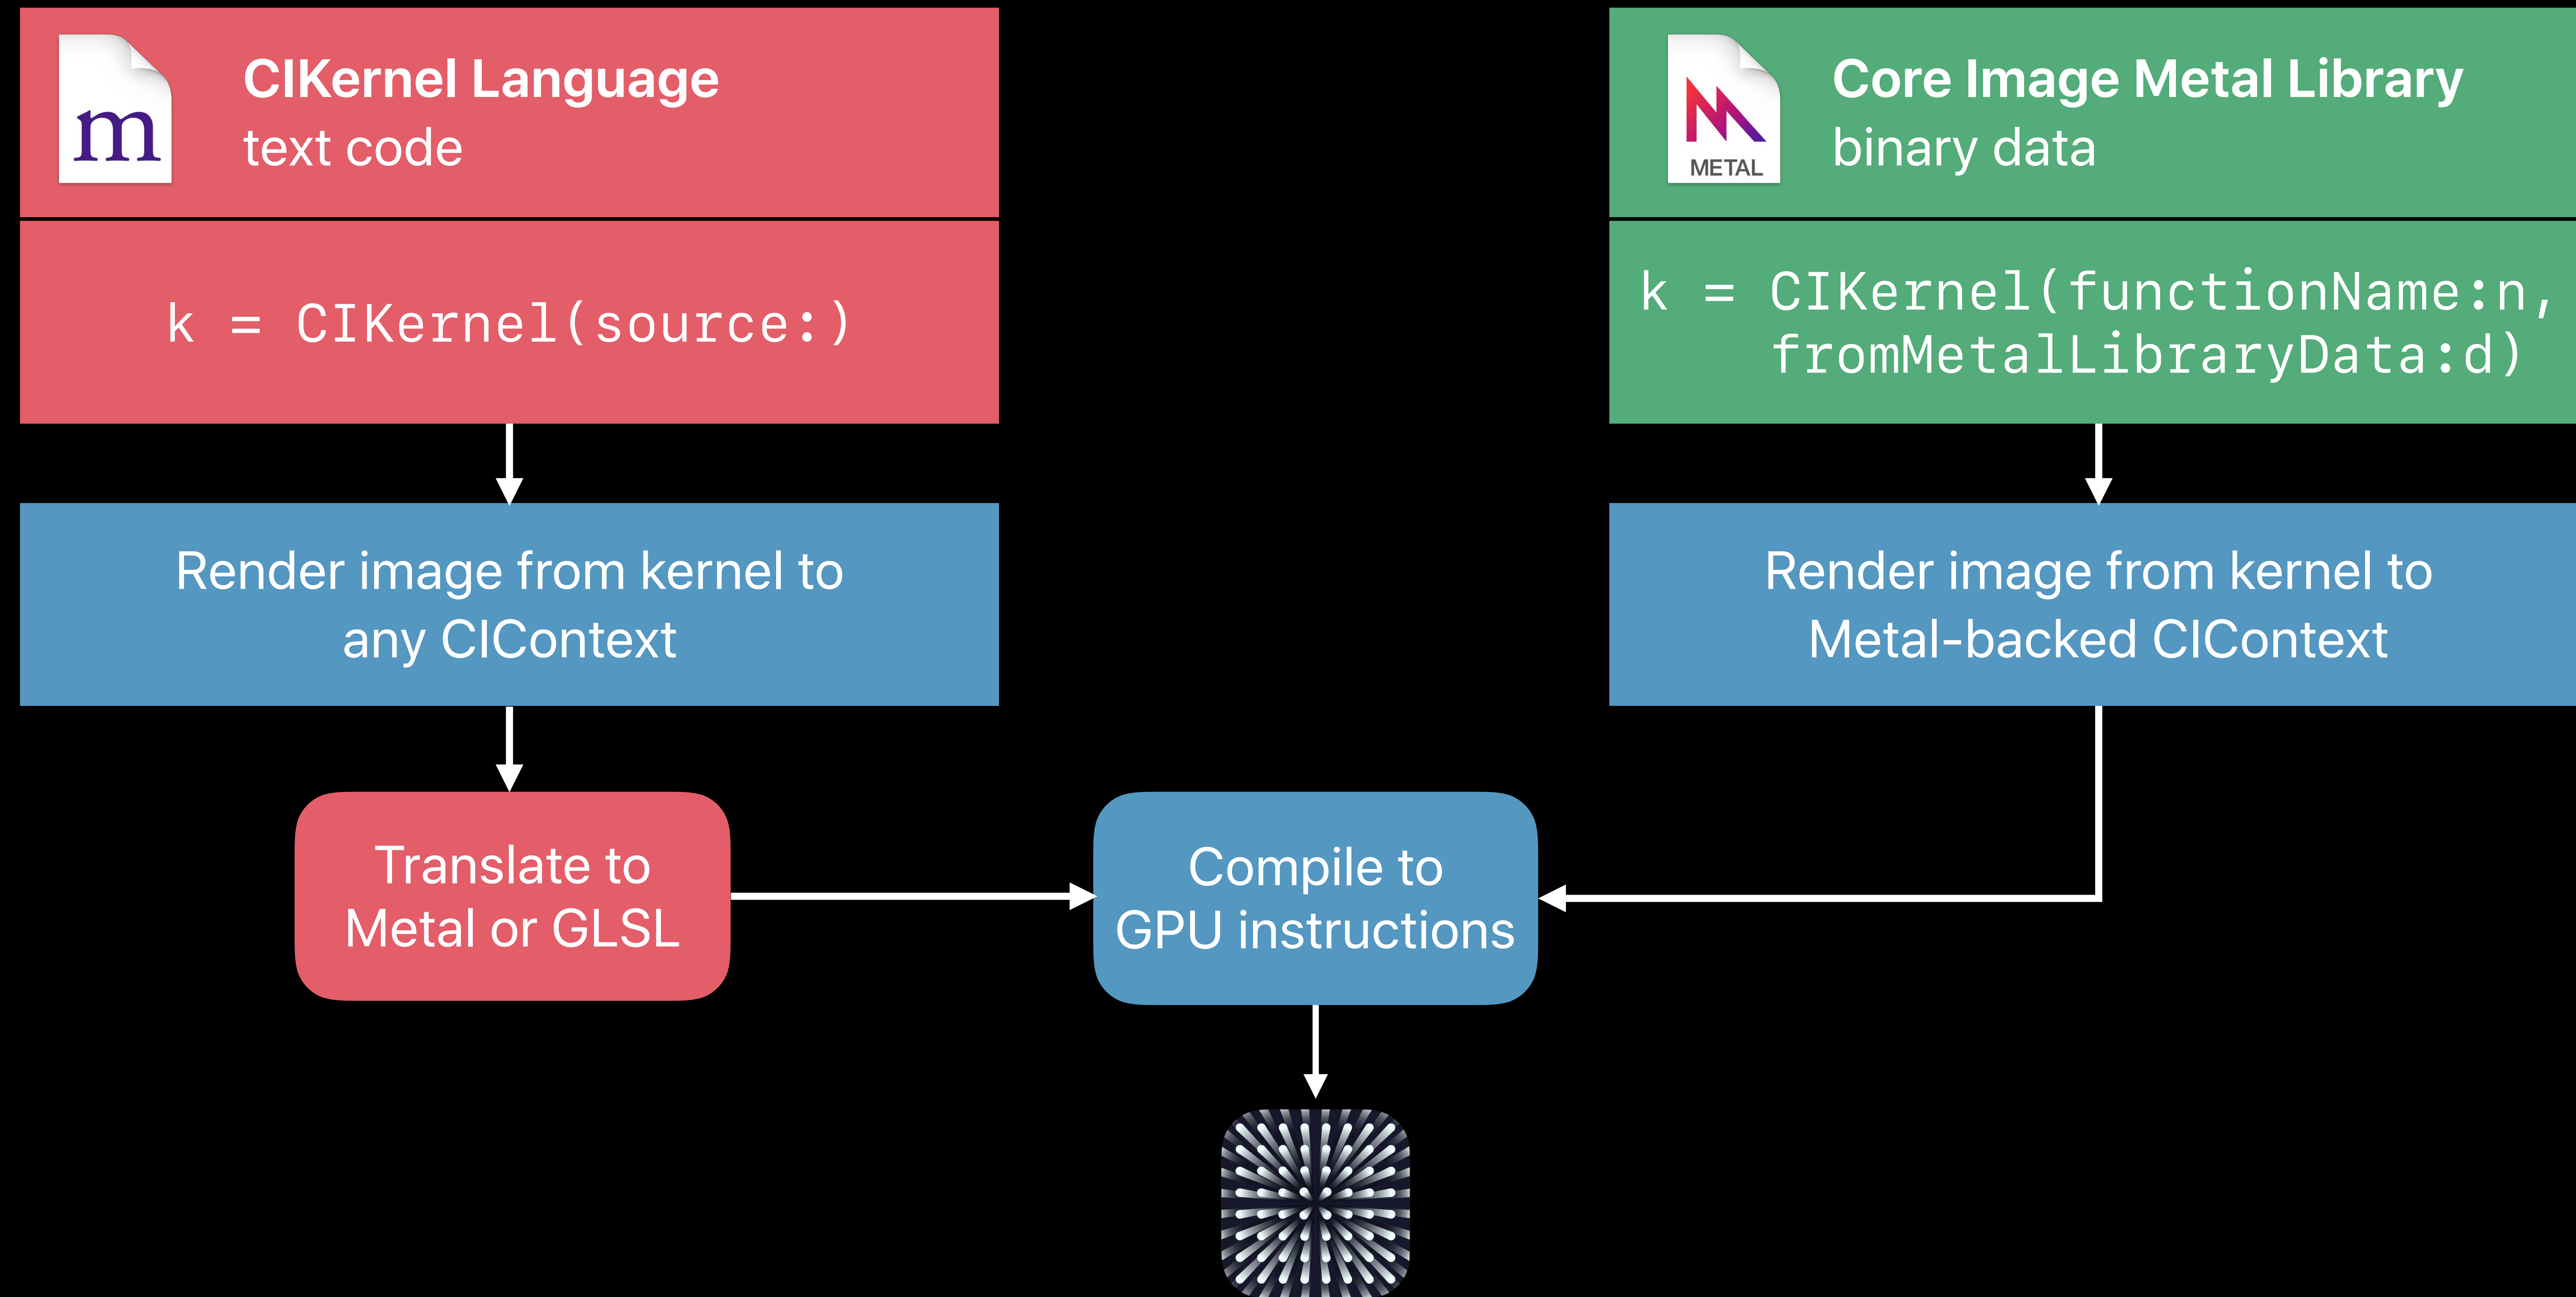 m
CIKernel Language
text code
k = CIKernel(source:)
Render image from kernel to
any CIContext
Translate to
Metal or GLSL
METAL
Core Image Metal Library
binary data
k = CIKernel(functionName:n,
fromMetalLibraryData:d)
Render image from kernel to
Metal-backed CIContext
Compile to
GPU instructions